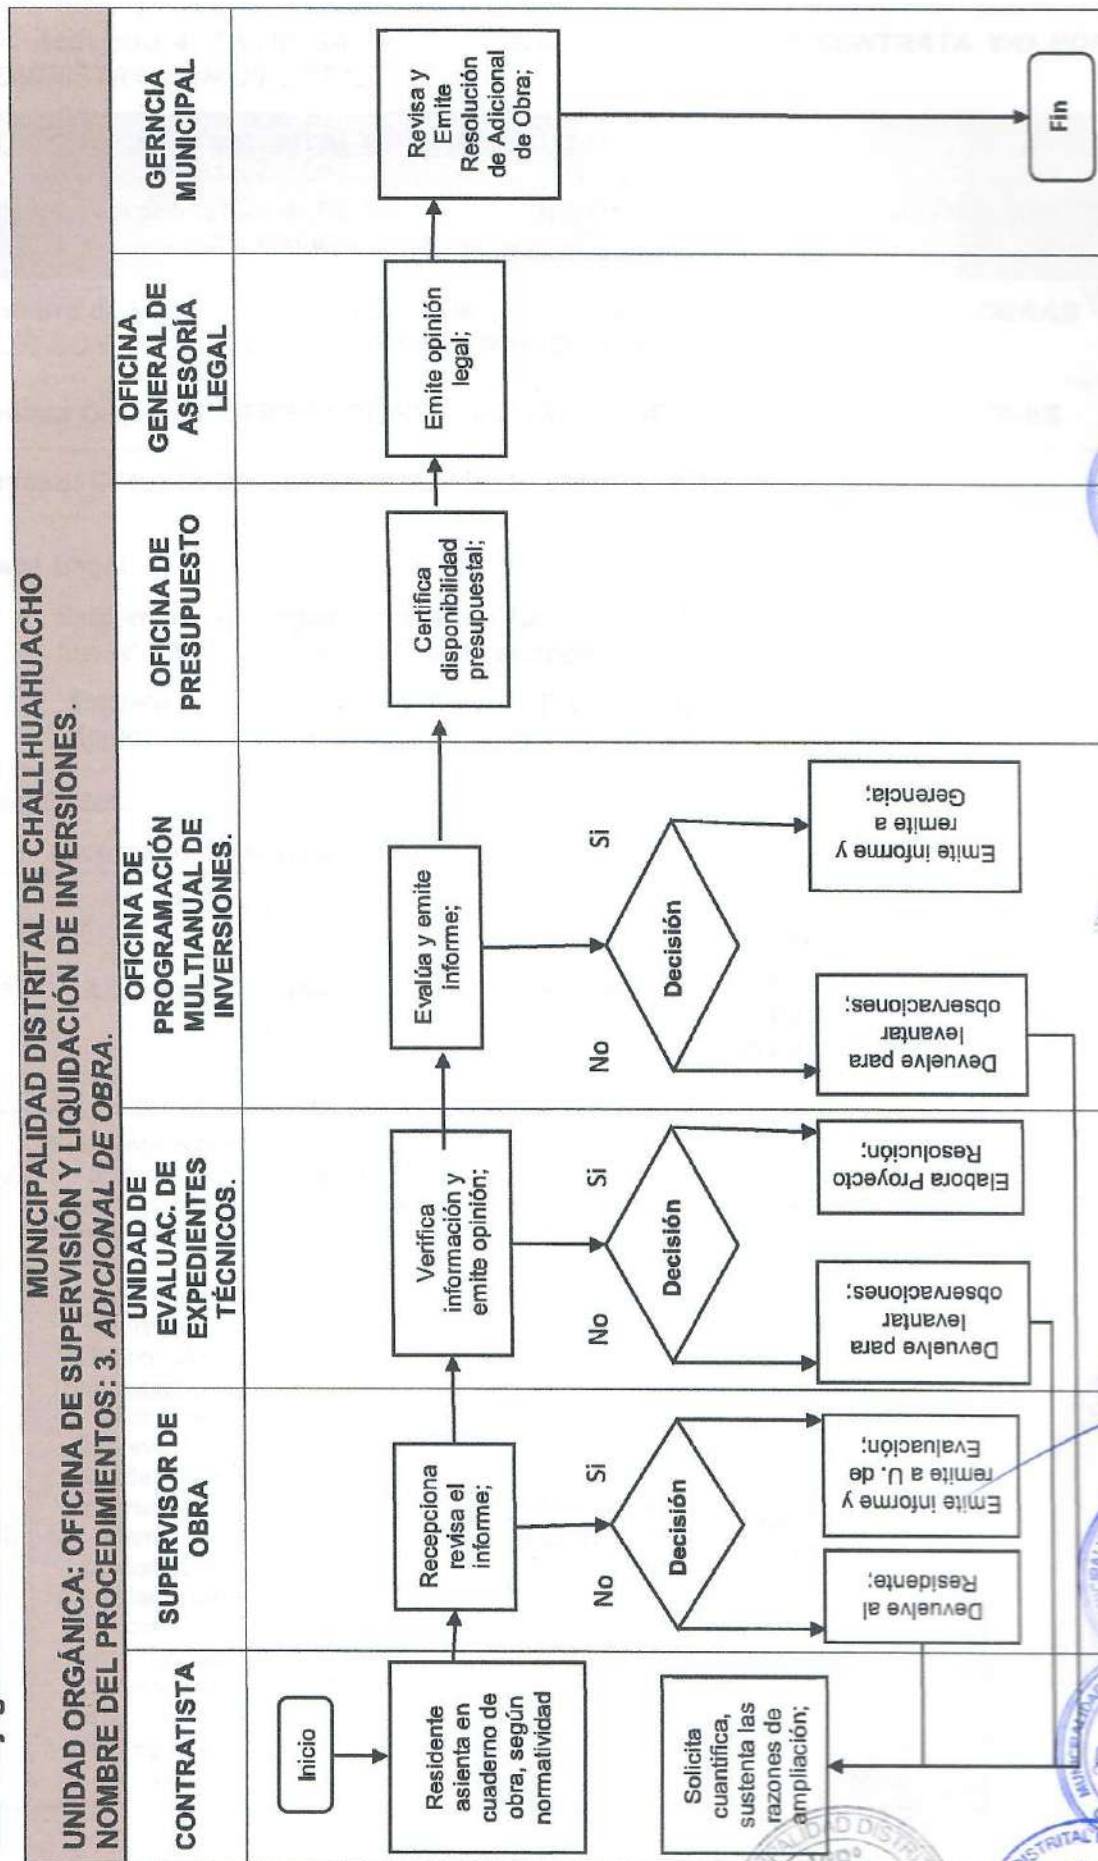 MUNICIPALIDAD DISTRITAL DE CHALLHUAHUACHO
UNIDAD ORGÁNICA: OFICINA DE SUPERVISIÓN Y LIQUIDACIÓN DE INVERSIONES.
NOMBRE DEL PROCEDIMIENTOS: 3. ADICIONAL DE OBRA.
CONTRATISTA
SUPERVISOR DE
OBRA
UNIDAD DE
EVALUAC. DE
EXPEDIENTES
TÉCNICOS.
OFICINA DE
PROGRAMACIÓN
MULTIANUAL DE
INVERSIONES.
OFICINA DE
PRESUPUESTO
OFICINA
GENERAL DE
ASESORÍA
LEGAL
GERNCIA
MUNICIPAL
Inicio
Residente
asienta en
cuaderno de
obra, según
normatividad
Recepciona
revisa el
informe;
Verifica
información y
emite opinión;
Evalúa y emite
informe;
Certifica
disponibilidad
presupuestal;
Emite opinión
legal;
Revisa y
Emite
Resolución
de Adicional
de Obra;
Solicita
cuantifica,
sustenta las
razones de
ampliación;
No
Si
Decisión
Devuelve al
Residente;
Emite informe y
remite a U. de
Evaluación;
No
Si
Decisión
Devuelve para
levantar
observaciones;
Elabora Proyecto
Resolución;
No
Si
Decisión
Devuelve para
levantar
observaciones;
Emite informe y
remite a
Gerencia;
Fin